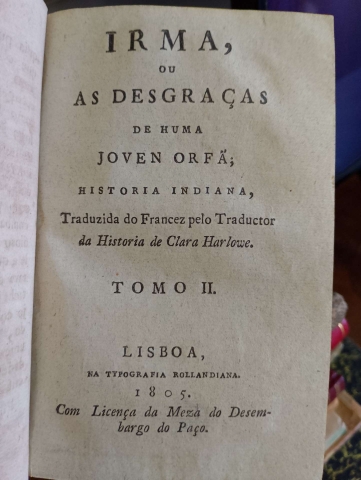 IRMA,
OU
AS DESGRAÇAS
DE HUMA
JOVEN ORFÃ;
HISTORIA INDIANA,
Traduzida do Francez pelo Traductor
da Historia de Clara Harlowe.
TOMO II.
LISBOA,
NA TYPOGRAFIA ROLLANDIANA.
1805.
Com Licença da Meza do Desem-
bargo do Paço.